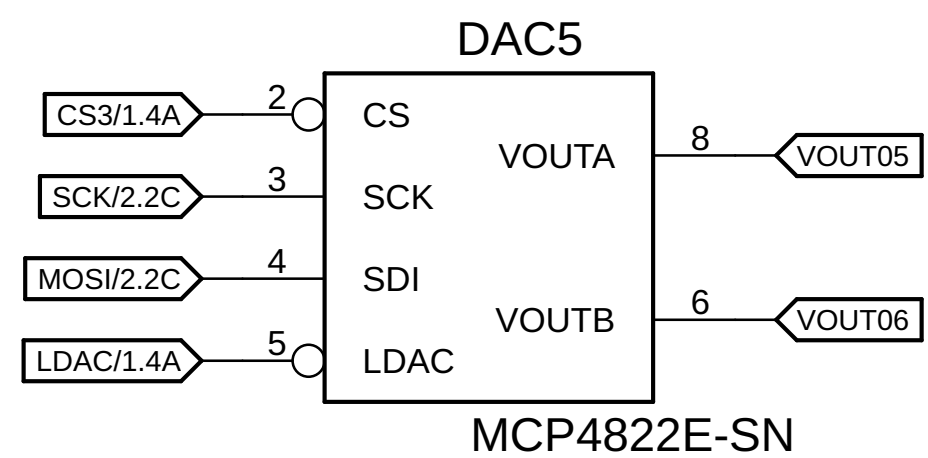 DAC5
CS3/1.4A 2 CS
VOUTA 8 VOUT05
SCK/2.2C 3 SCK
MOSI/2.2C 4 SDI
VOUTB 6 VOUT06
LDAC/1.4A 5 LDAC
MCP4822E-SN